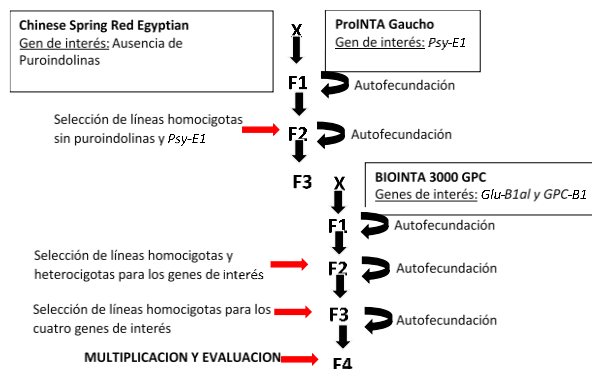 Chinese Spring Red Egyptian
Gen de interés: Ausencia de
Puroindolinas
X
ProINTA Gaucho
Gen de interés: Psy-E1
F1
Autofecundación
Selección de líneas homocigotas
sin puroindolinas y Psy-E1
F2
Autofecundación
F3
X
BIOINTA 3000 GPC
Genes de interés: Glu-B1al y GPC-B1
F1
Autofecundación
Selección de líneas homocigotas y
heterocigotas para los genes de interés
F2
Autofecundación
Selección de líneas homocigotas para los
cuatro genes de interés
F3
Autofecundación
MULTIPLICACION Y EVALUACION
F4